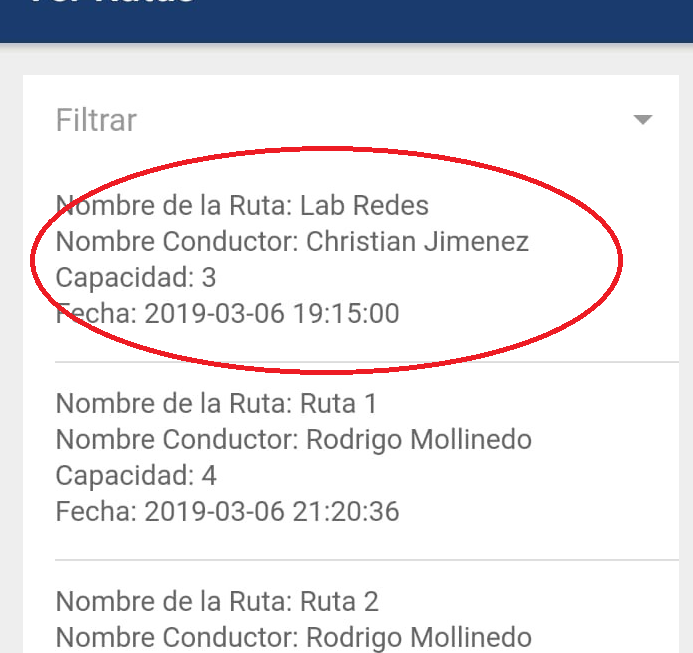 Filtrar
Nombre de la Ruta: Lab Redes
Nombre Conductor: Christian Jimenez
Capacidad: 3
Fecha: 2019-03-06 19:15:00
Nombre de la Ruta: Ruta 1
Nombre Conductor: Rodrigo Mollinedo
Capacidad: 4
Fecha: 2019-03-06 21:20:36
Nombre de la Ruta: Ruta 2
Nombre Conductor: Rodrigo Mollinedo